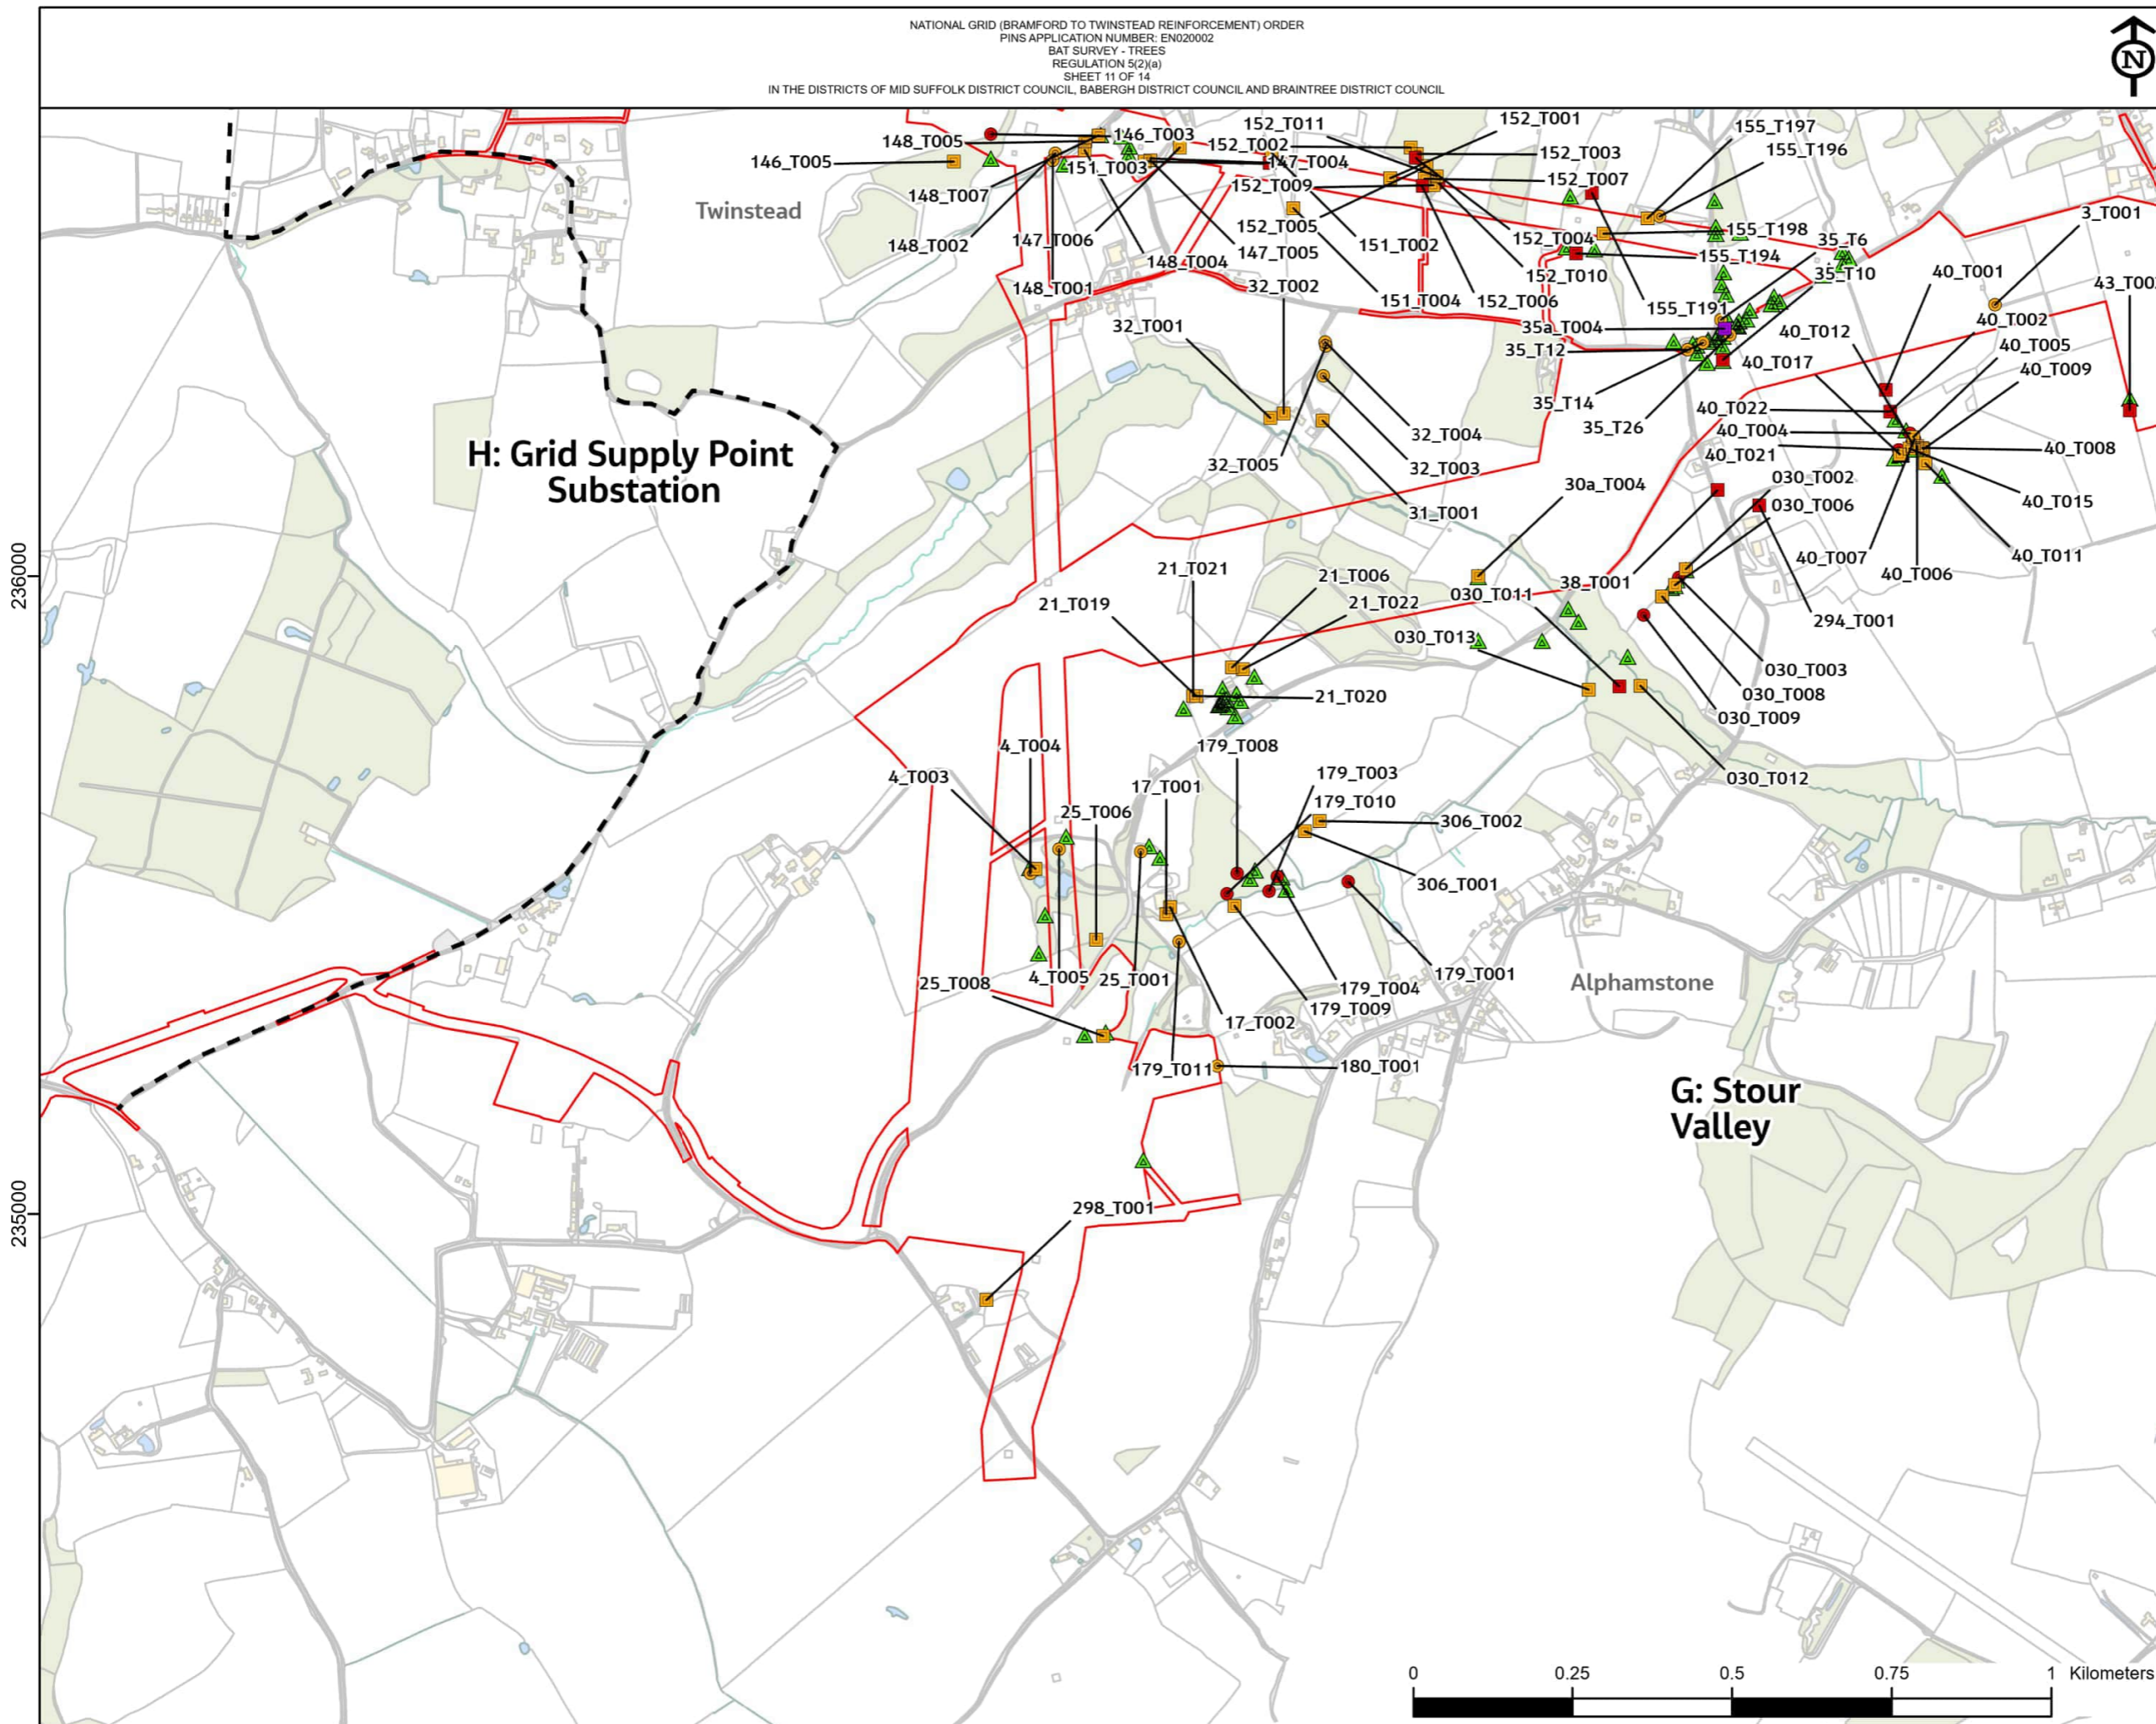 NATIONAL GRID (BRAMFORD TO TWINSTEAD REINFORCEMENT) ORDER
PINS APPLICATION NUMBER: EN020002
BAT SURVEY - TREES
REGULATION 5(2)(a)
SHEET 11 OF 14
IN THE DISTRICTS OF MID SUFFOLK DISTRICT COUNCIL, BABERGH DISTRICT COUNCIL AND BRAINTREE DISTRICT COUNCIL
N
152_T011
152_T001
155_T197
148_T005
146_T003
152_T002
155_T196
146_T005
151_T003
147_T004
152_T003
152_T009
152_T007
148_T007
Twinstead
3_T001
148_T002
147_T006
152_T005
151_T002
152_T004
155_T198
35_T6
147_T005
148_T004
155_T194
35_T10
40_T001
148_T001
32_T002
151_T004
152_T006
152_T010
155_T191
43_T00
32_T001
35a_T004
40_T012
40_T002
35_T12
40_T017
40_T005
40_T009
35_T14
40_T022
H: Grid Supply Point
Substation
32_T004
35_T26
40_T004
40_T008
32_T005
32_T003
40_T021
31_T001
30a_T004
030_T002
030_T006
40_T015
40_T007
40_T011
236000
21_T021
21_T006
38_T001
40_T006
21_T019
21_T022
030_T011
294_T001
030_T013
030_T003
21_T020
030_T008
030_T009
4_T004
179_T008
4_T003
179_T003
030_T012
17_T001
179_T010
25_T006
306_T002
306_T001
25_T008
4_T005
25_T001
179_T001
179_T004
Alphamstone
179_T009
17_T002
179_T011
180_T001
G: Stour
Valley
235000
298_T001
0
0.25
0.5
0.75
1
Kilometers